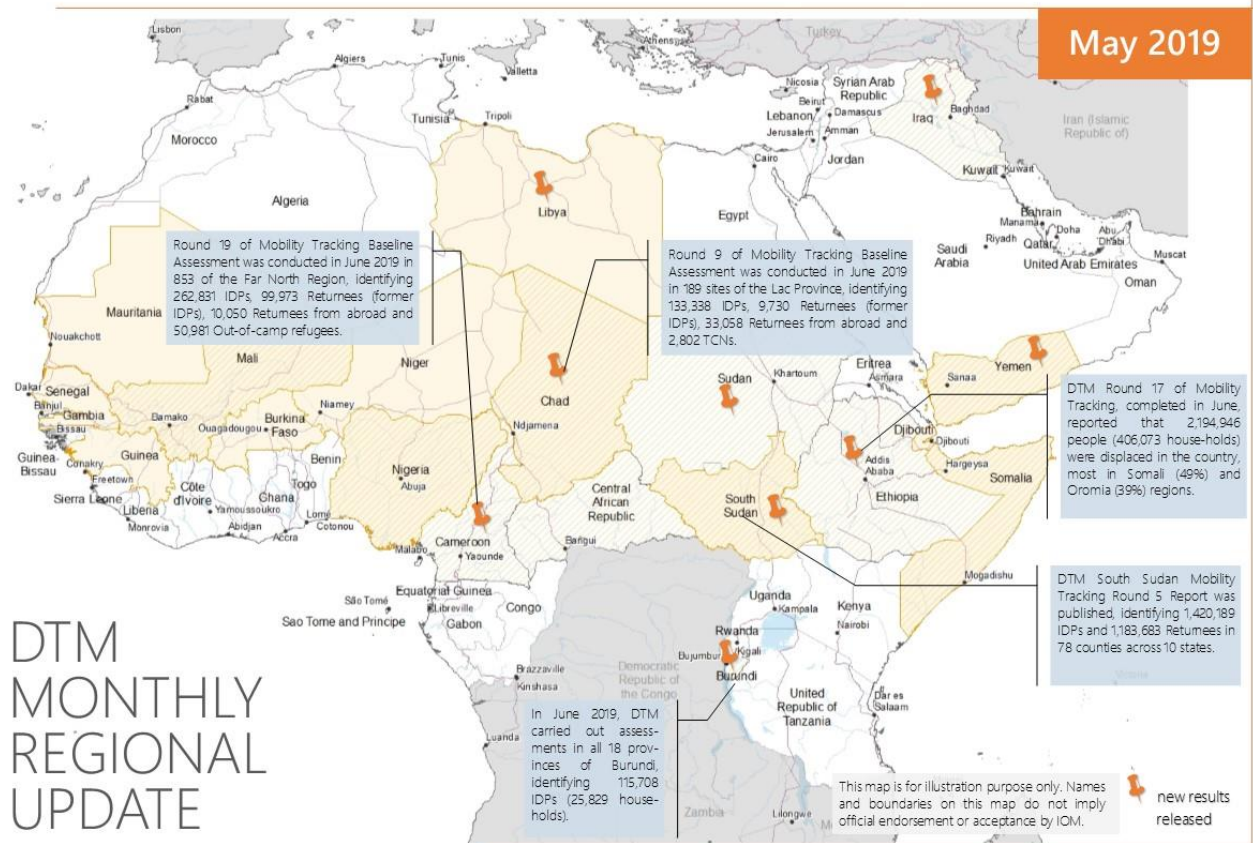 May 2019
Lisbon
Algiers
Tunis
Valletta
Athens
Turkey
Nicosia
Syrian Arab
Republic
Beirut
Lebanon
Damascus
Jerusalem
Amman
Jordan
Iraq
Baghdad
Iran (Islamic
Republic of)
Rabat
Morocco
Tunisia
Tripoli
Cairo
Kuwait
Kuwait
Algeria
Libya
Egypt
Bahrain
Manama
Doha
Abu
Dhabi
Riyadh
Qatar
Saudi
Arabia
United Arab Emirates
Muscat
Oman
Round 19 of Mobility Tracking Baseline
Assessment was conducted in June 2019 in
853 of the Far North Region, identifying
262,831 IDPs, 99,973 Returnees (former
IDPs), 10,050 Returnees from abroad and
50,981 Out-of-camp refugees.
Round 9 of Mobility Tracking Baseline
Assessment was conducted in June 2019
in 189 sites of the Lac Province, identifying
133,338 IDPs, 9,730 Returnees (former
IDPs), 33,058 Returnees from abroad and
2,802 TCNs.
Mauritania
Nouakchott
Mali
Niger
Chad
Sudan
Khartoum
Eritrea
Asmara
Yemen
Sanaa
DTM Round 17 of Mobility
Tracking, completed in June,
reported that 2,194,946
people (406,073 house-holds)
were displaced in the country,
most in Somali (49%) and
Oromia (39%) regions.
Dakar
Senegal
Banjul
Gambia
Bissau
Guinea-
Bissau
Bamako
Ouagadougou
Burkina
Faso
Niamey
Ndjamena
Djibouti
Djibouti
Guinea
Conakry
Freetown
Sierra Leone
Liberia
Monrovia
Côte
d'Ivoire
Yamoussoukro
Abidjan
Ghana
Accra
Togo
Lomé
Benin
Cotonou
Nigeria
Abuja
Central
African
Republic
South
Sudan
Addis
Ababa
Ethiopia
Hargeysa
Somalia
Cameroon
Yaounde
Malabo
Bangui
Mogadishu
DTM South Sudan Mobility
Tracking Round 5 Report was
published, identifying 1,420,189
IDPs and 1,183,683 Returnees in
78 counties across 10 states.
Equatorial Guinea
São Tomé
Sao Tome and Principe
Libreville
Gabon
Congo
Uganda
Kampala
Kenya
Nairobi
Rwanda
Kigali
Bujumbur
Burundi
Brazzaville
Kinshasa
Democratic
Republic of
the Congo
United
Republic of
Tanzania
Dar es
Salaam
Luanda
Zambia
Lilongwe
DTM
MONTHLY
REGIONAL
UPDATE
In June 2019, DTM
carried out assess-
ments in all 18 prov-
inces of Burundi,
identifying 115,708
IDPs (25,829 house-
holds).
This map is for illustration purpose only. Names
and boundaries on this map do not imply
official endorsement or acceptance by IOM.
new results
released